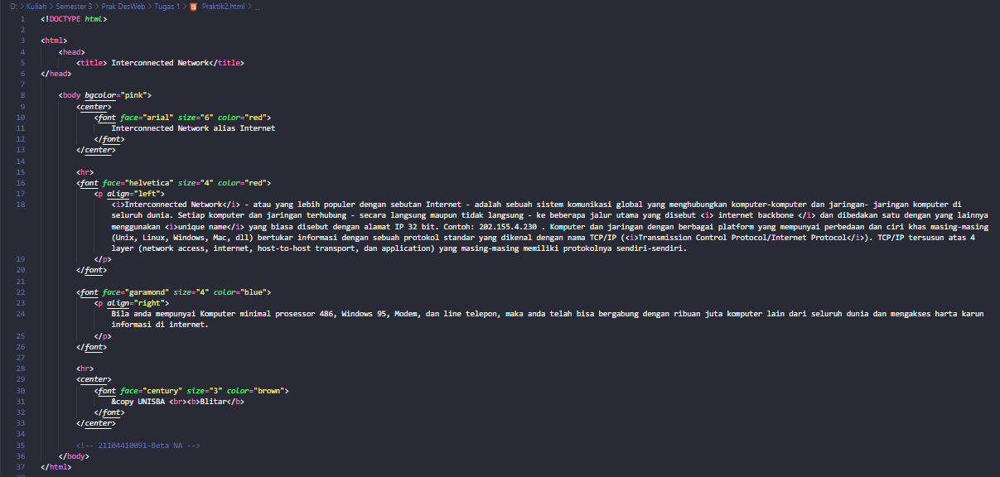 D: > Kuliah > Semester 3 > Prak DesWeb > Tugas 1 > Praktik2.html > ...
1 <!DOCTYPE html>
2
3 <html>
4 <head>
5 <title> Interconnected Network</title>
6 </head>
7
8 <body bgcolor="pink">
9 <center>
10 <font face="arial" size="6" color="red">
11 Interconnected Network alias Internet
12 </font>
13 </center>
14
15 <hr>
16 <font face="helvetica" size="4" color="red">
17 <p align="left">
18 <i>Interconnected Network</i> - atau yang lebih populer dengan sebutan Internet - adalah sebuah sistem komunikasi global yang menghubungkan komputer-komputer dan jaringan- jaringan komputer di
seluruh dunia. Setiap komputer dan jaringan terhubung - secara langsung maupun tidak langsung - ke beberapa jalur utama yang disebut <i> internet backbone </i> dan dibedakan satu dengan yang lainnya
menggunakan <i>unique name</i> yang biasa disebut dengan alamat IP 32 bit. Contoh: 202.155.4.230 . Komputer dan jaringan dengan berbagai platform yang mempunyai perbedaan dan ciri khas masing-masing
(Unix, Linux, Windows, Mac, dll) bertukar informasi dengan sebuah protokol standar yang dikenal dengan nama TCP/IP (<i>Transmission Control Protocol/Internet Protocol</i>). TCP/IP tersusun atas 4
layer (network access, internet, host-to-host transport, dan application) yang masing-masing memiliki protokolnya sendiri-sendiri.
19 </p>
20 </font>
21
22 <font face="garamond" size="4" color="blue">
23 <p align="right">
24 Bila anda mempunyai Komputer minimal prosessor 486, Windows 95, Modem, dan line telepon, maka anda telah bisa bergabung dengan ribuan juta komputer lain dari seluruh dunia dan mengakses harta karun
informasi di internet.
25 </p>
26 </font>
27
28 <hr>
29 <center>
30 <font face="century" size="3" color="brown">
31 &copy UNISBA <br><b>Blitar</b>
32 </font>
33 </center>
34
35 <!-- 21104410091-Beta NA -->
36 </body>
37 </html>